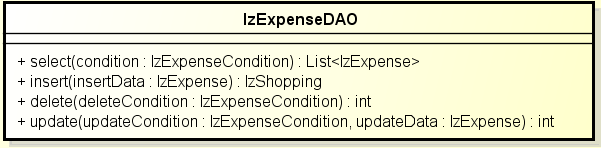 IzExpenseDAO
+ select(condition : IzExpenseCondition) : List<IzExpense>
+ insert(insertData : IzExpense) : IzShopping
+ delete(deleteCondition : IzExpenseCondition) : int
+ update(updateCondition : IzExpenseCondition, updateData : IzExpense) : int